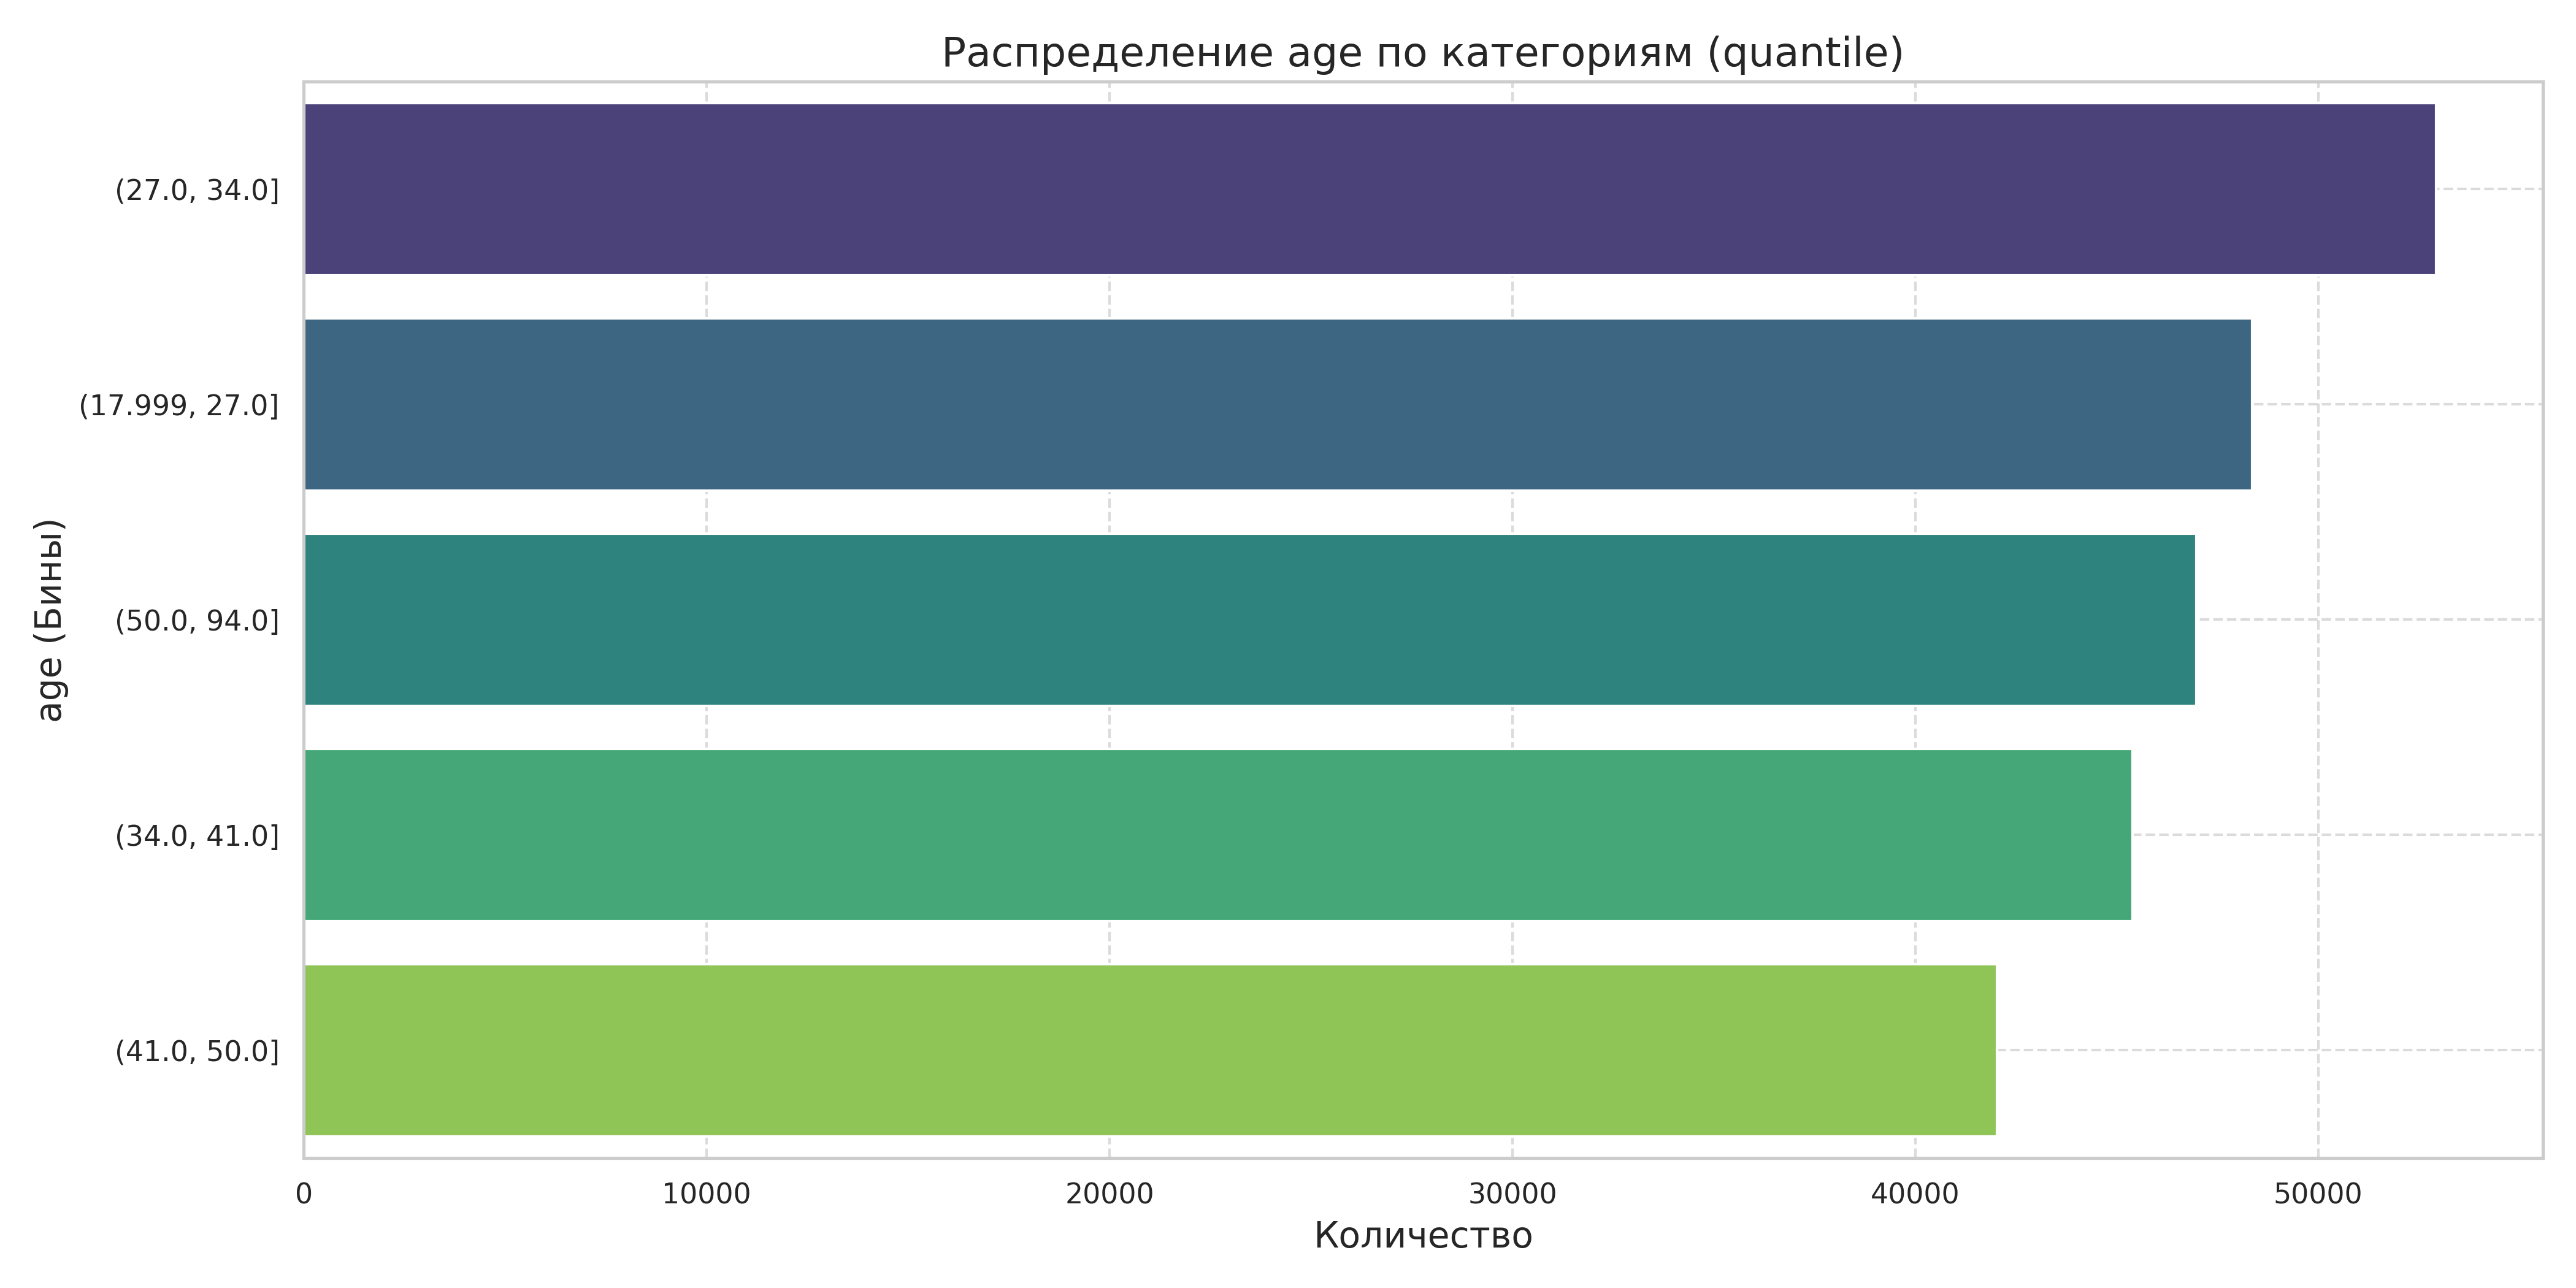 Распределение age по категориям (quantile)
age (Бины)
(27.0, 34.0]
(17.999, 27.0]
(50.0, 94.0]
(34.0, 41.0]
(41.0, 50.0]
0 10000 20000 30000 40000 50000
Количество